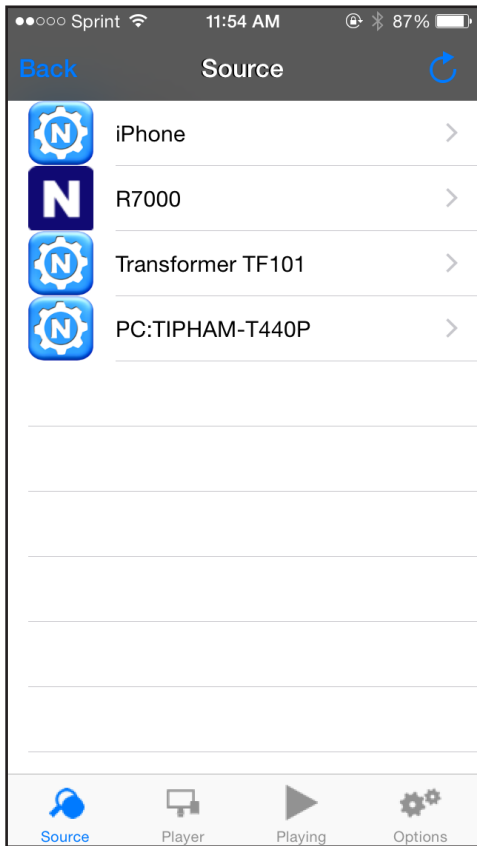 Sprint 11:54 AM 87%
Back Source
N iPhone
N R7000
N Transformer TF101
N PC:TIPHAM-T440P
Source Player Playing Options